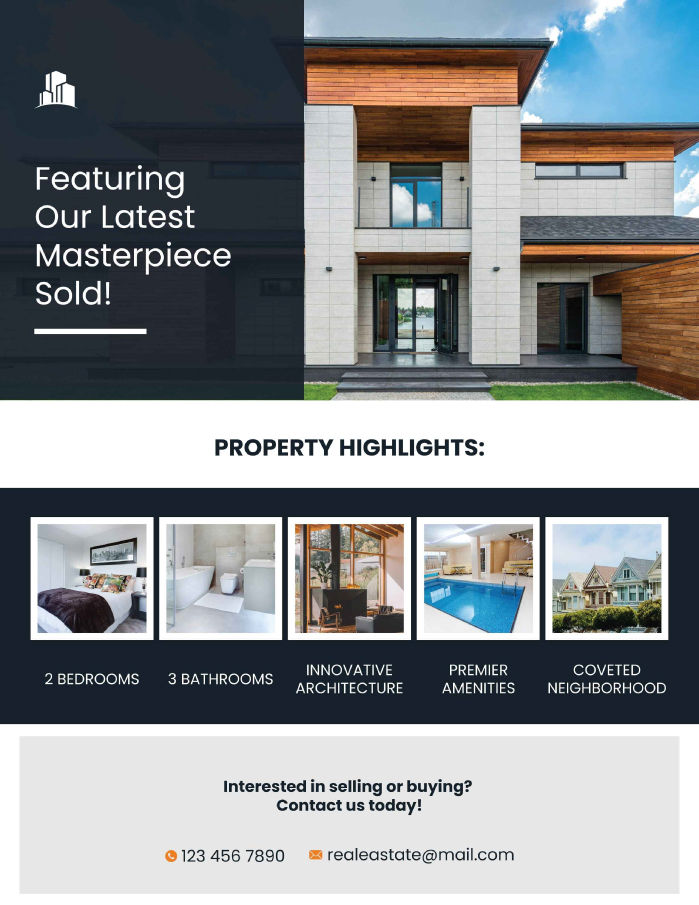 Featuring
Our Latest
Masterpiece
Sold!
PROPERTY HIGHLIGHTS:
2 BEDROOMS
3 BATHROOMS
INNOVATIVE
ARCHITECTURE
PREMIER
AMENITIES
COVETED
NEIGHBORHOOD
Interested in selling or buying?
Contact us today!
123 456 7890
realeastate@mail.com